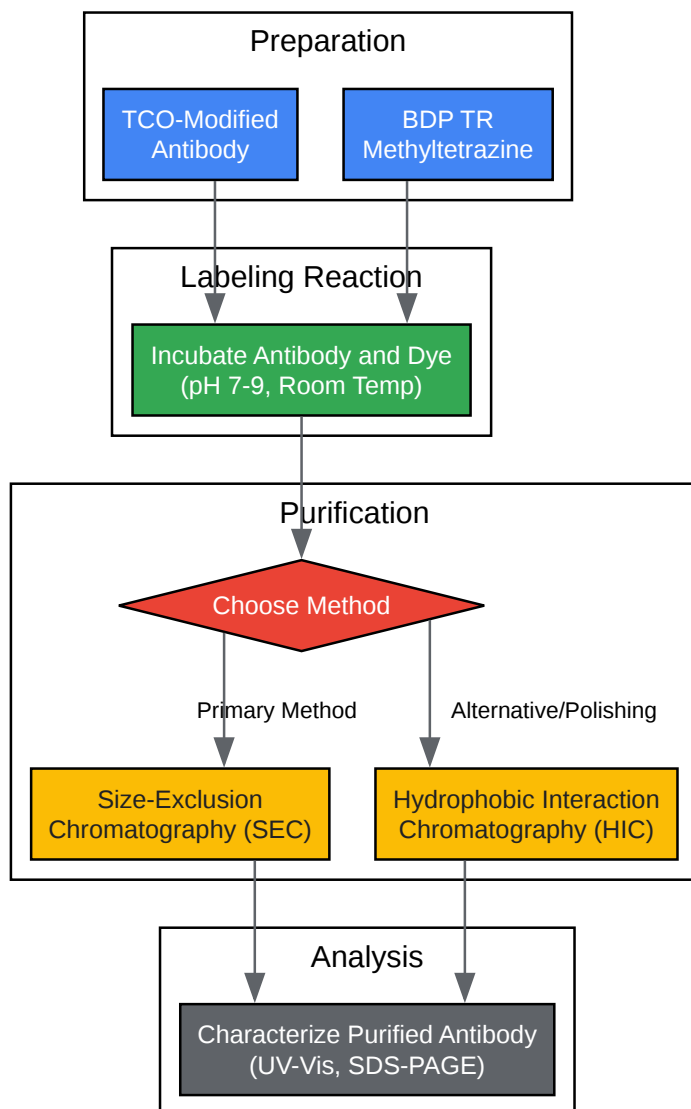 Preparation
TCO-Modified
Antibody
BDP TR
Methyltetrazine
Labeling Reaction
Incubate Antibody and Dye
(pH 7-9, Room Temp)
Purification
Choose Method
Primary Method
Alternative/Polishing
Size-Exclusion
Chromatography (SEC)
Hydrophobic Interaction
Chromatography (HIC)
Analysis
Characterize Purified Antibody
(UV-Vis, SDS-PAGE)